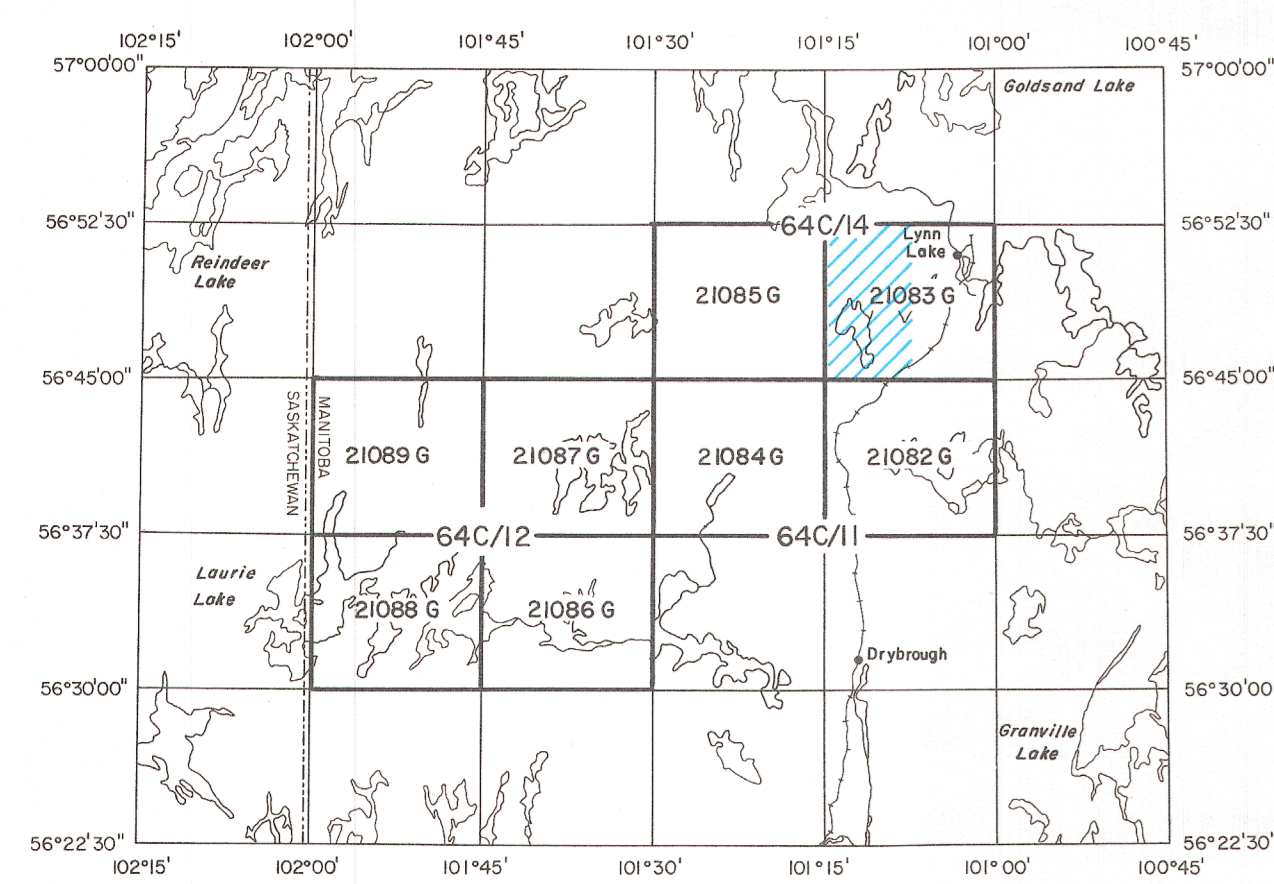 102°15' 102°00' 101°45' 101°30' 101°15' 101°00' 100°45'
57°00'00" 57°00'00"
Goldsand Lake
56°52'30" 64C/14 56°52'30"
Lynn
Lake
Reindeer
Lake
21085 G 21083 G
56°45'00" 56°45'00"
SASKATCHEWAN
MANITOBA
21089 G 21087 G 21084 G 21082 G
56°37'30" 64C/12 64C/11 56°37'30"
Laurie
Lake
21088 G 21086 G
Drybrough
56°30'00" 56°30'00
Granville
Lake
56°22'30" 56°22'30"
102°15' 102°00' 101°45' 101°30' 101°15' 101°00' 100°45'